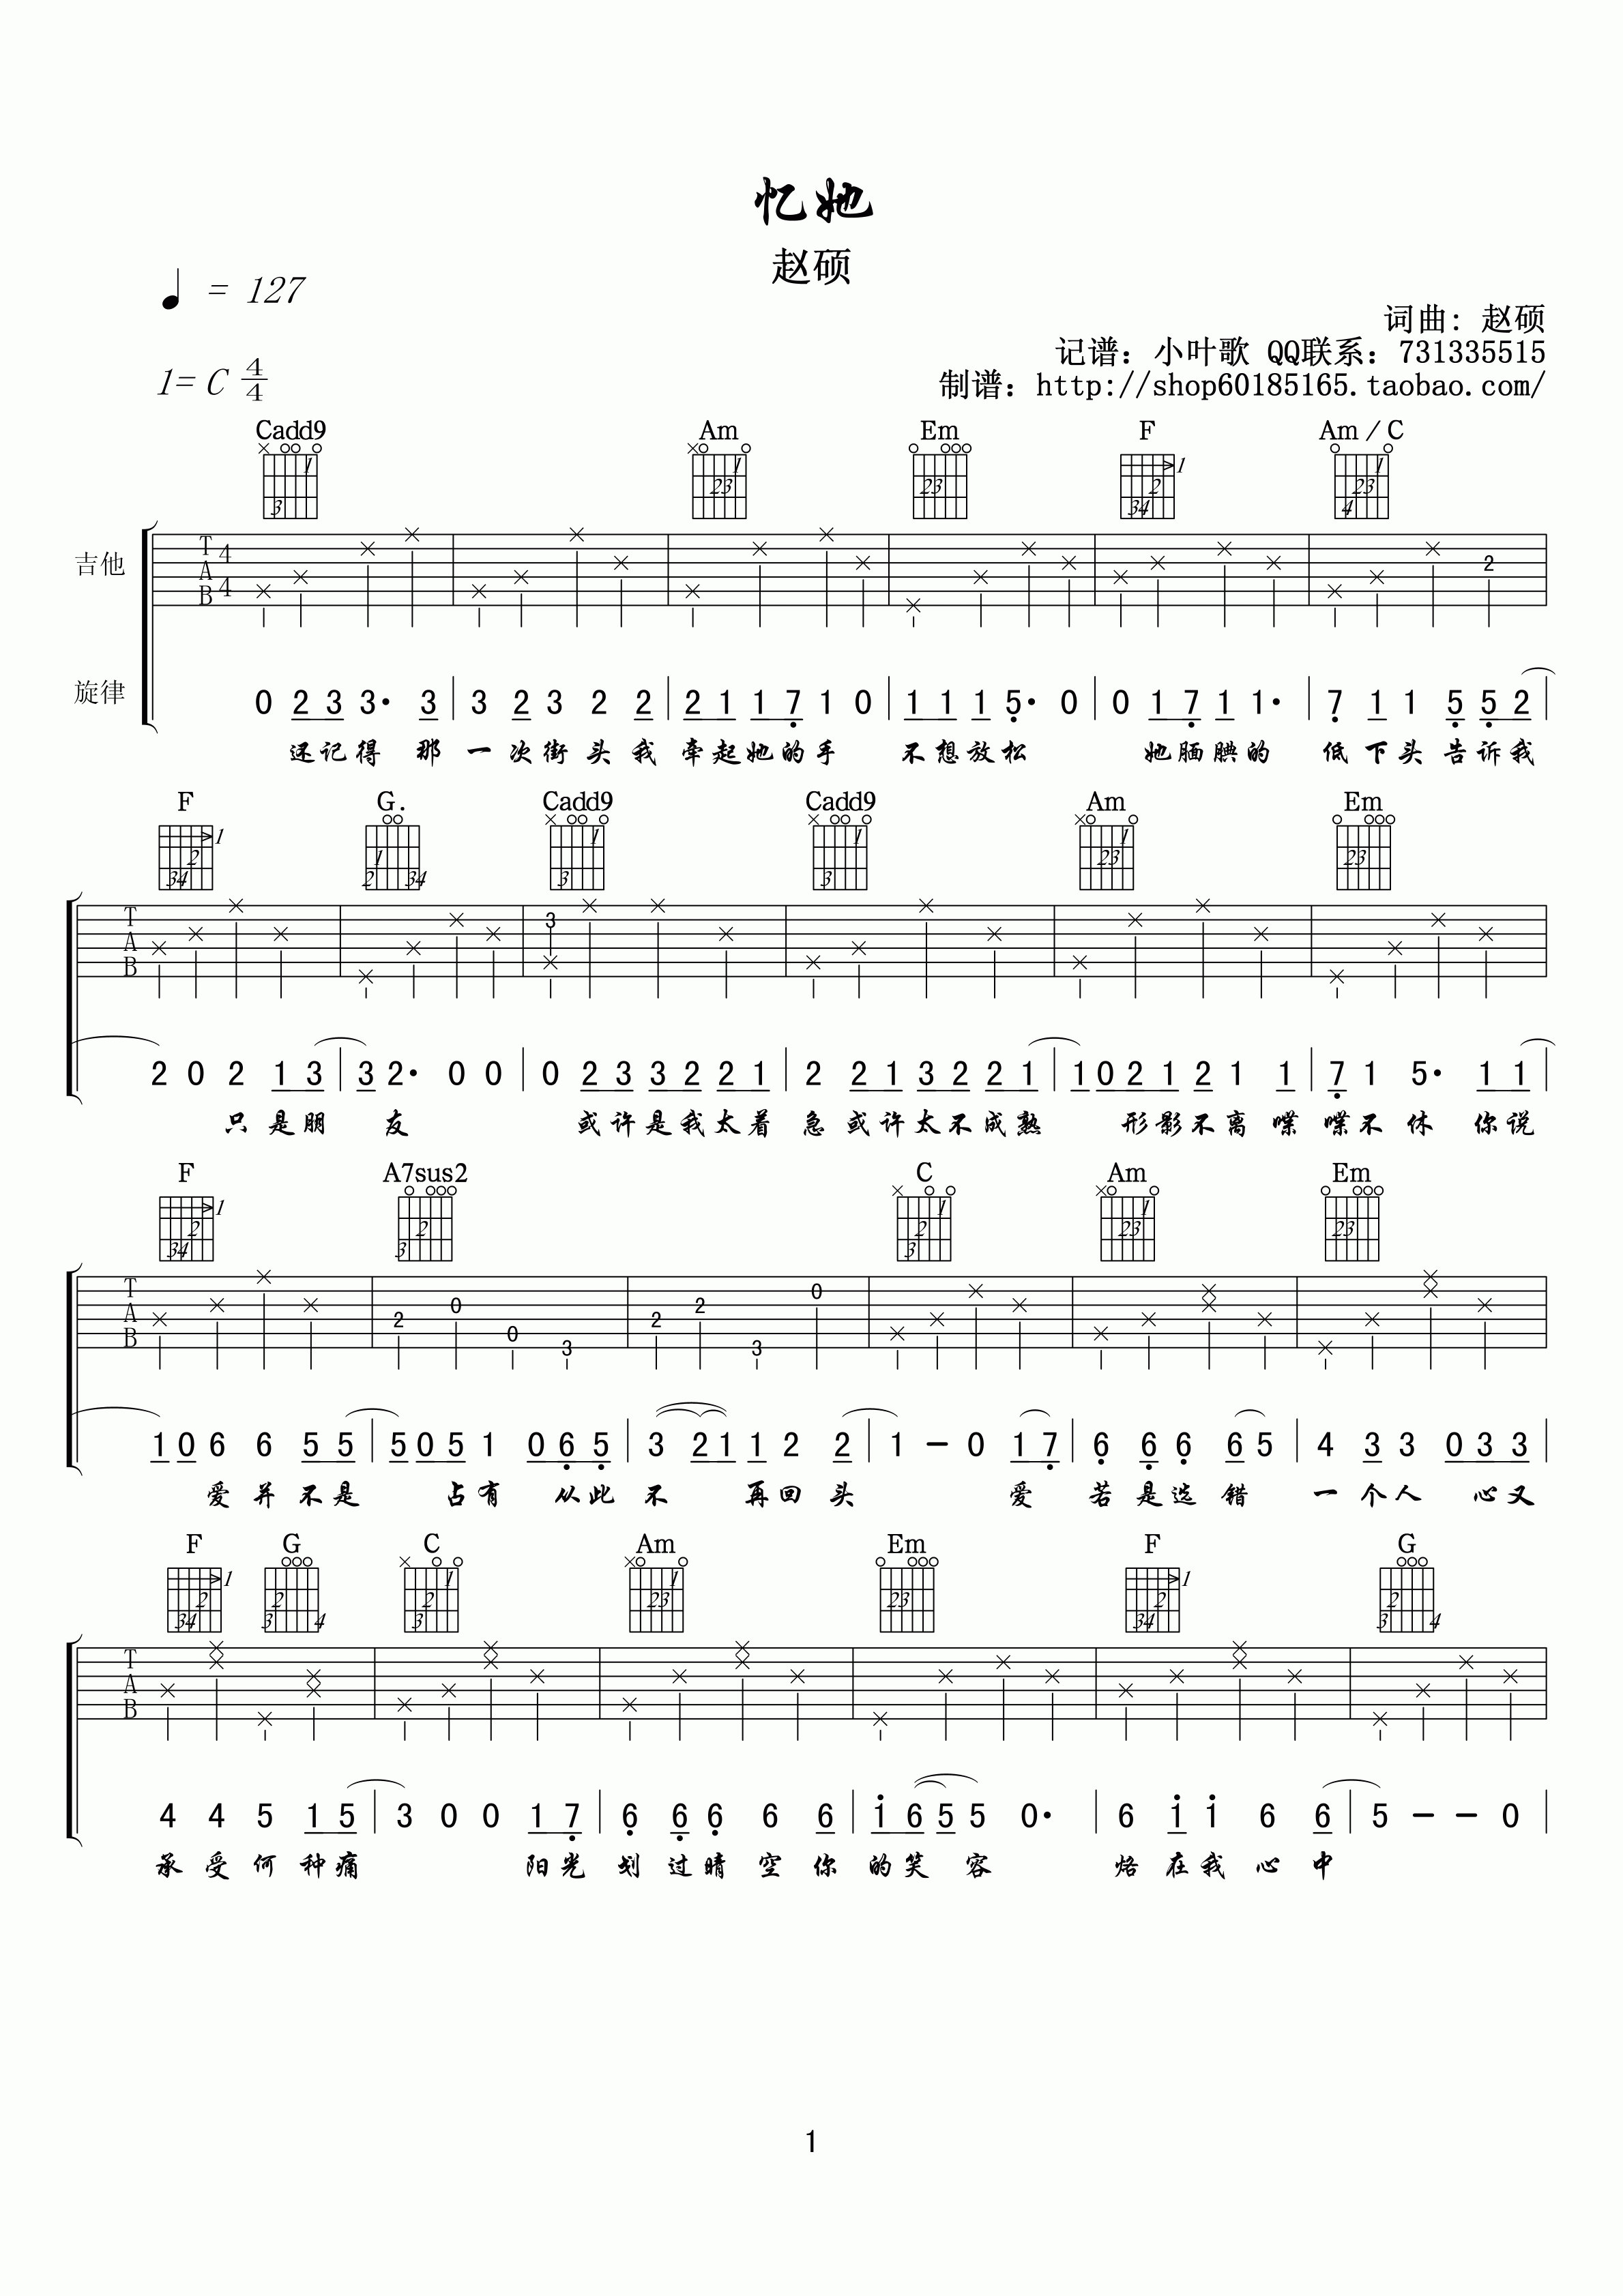 忆她
赵硕
♩ = 127
词曲: 赵硕
记谱: 小叶歌 QQ联系: 731335515
1= C 4/4
制谱: http://shop60185165.taobao.com/
Cadd9 Am Em F Am / C
吉他
旋律
0 2 3 3· 3 | 3 2 3 2 2 | 2 1 1 7 1 0 | 1 1 1 5· 0 | 0 1 7 1 1· | 7 1 1 5 5 2
还记得 那 一次街头我 牵起她的手 不想放松 她腼腆的 低下头告诉我
F G. Cadd9 Cadd9 Am Em
2 0 2 1 3 | 3 2· 0 0 | 0 2 3 3 2 2 1 | 2 2 1 3 2 2 1 | 1 0 2 1 2 1 1 | 7 1 5· 1 1
只是朋 友 或许是我太着 急或许太不成熟 形影不离喋 喋不休 你说
F A7sus2 C Am Em
1 0 6 6 5 5 | 5 0 5 1 0 6 5 | 3 2 1 1 2 2 | 1 - 0 1 7 | 6 6 6 6 5 | 4 3 3 0 3 3
爱并不是 占有 从此 不 再回头 爱 若是选错 一个人 心又
F G C Am Em F G
4 4 5 1 5 | 3 0 0 1 7 | 6 6 6 6 6 | 1 6 5 5 0· | 6 1 1 6 6 | 5 - - 0
承受何种痛 阳光 划过晴空你 的笑容 烙在我心中
1